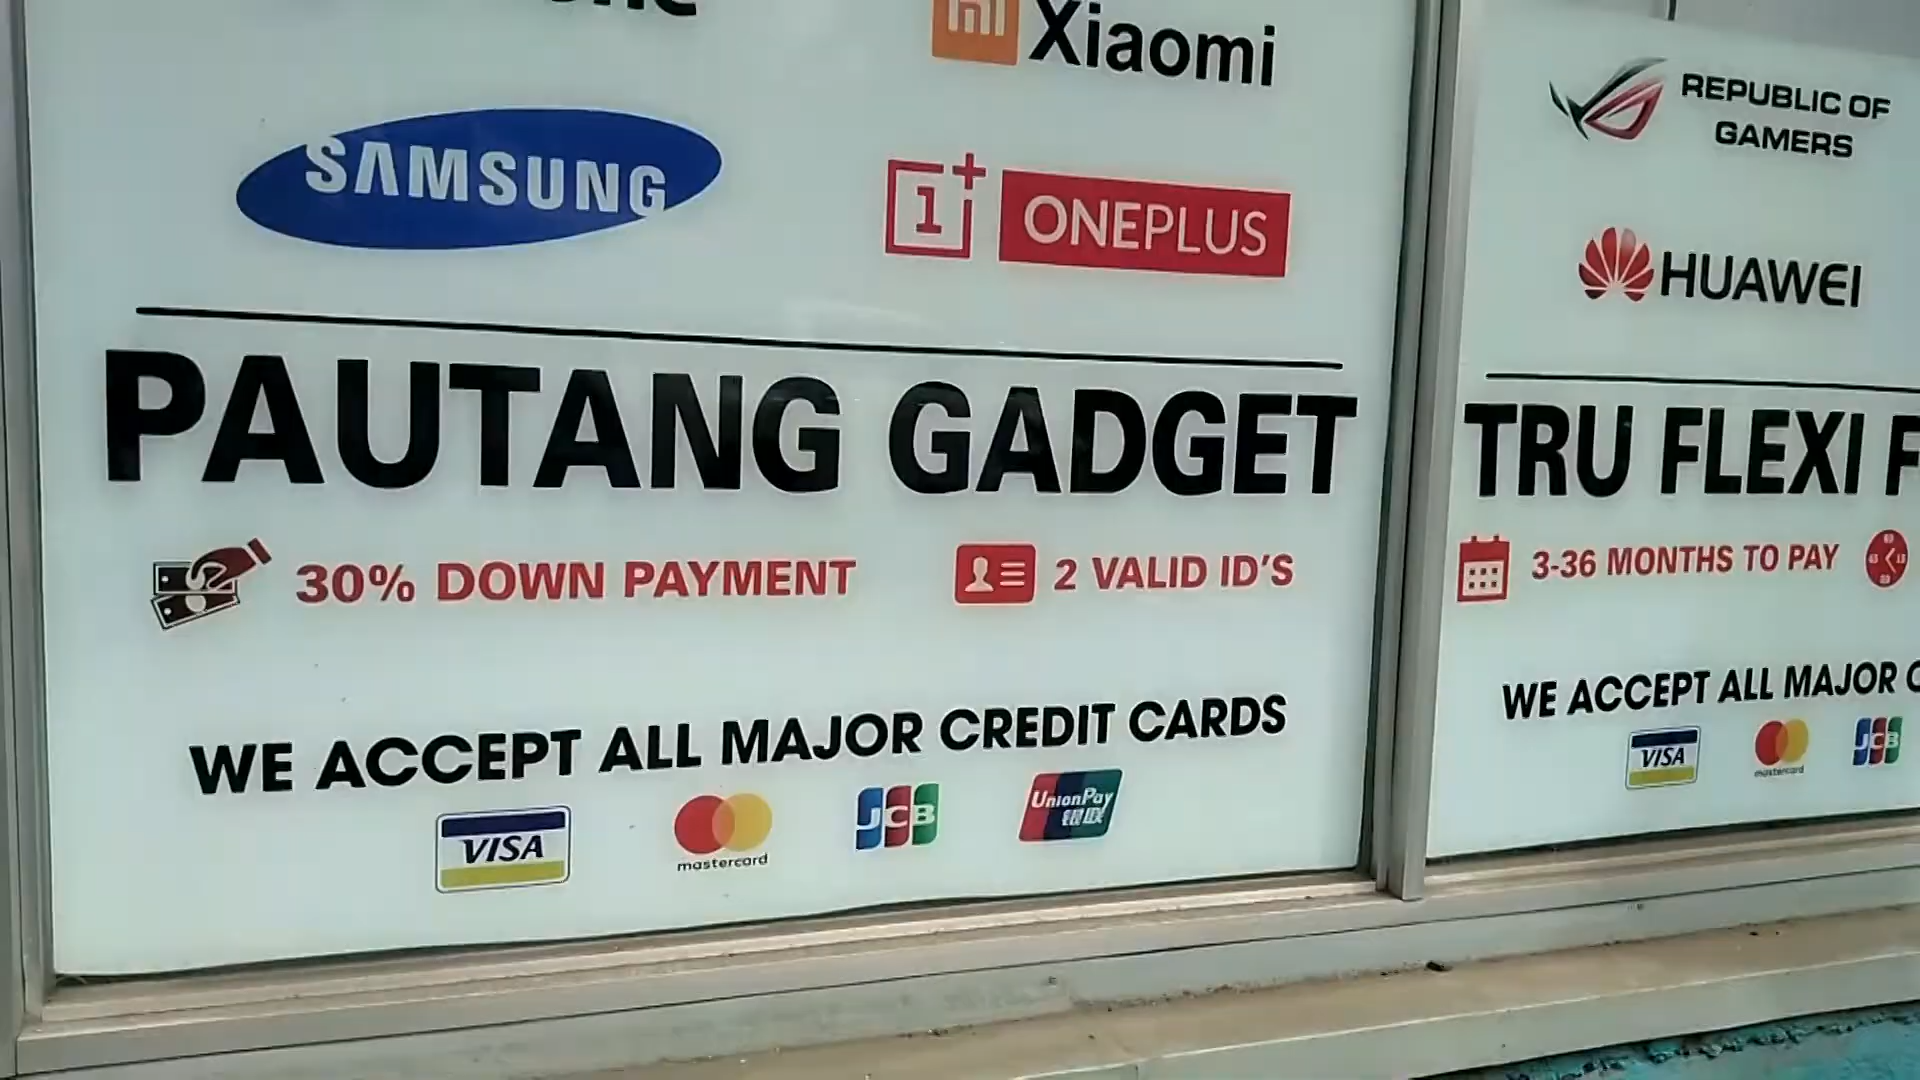 Xiaomi
SAMSUNG
1+ ONEPLUS
PAUTANG GADGET
30% DOWN PAYMENT
2 VALID ID'S
WE ACCEPT ALL MAJOR CREDIT CARDS
VISA
mastercard
JCB
UnionPay
银联
REPUBLIC OF
GAMERS
HUAWEI
TRU FLEXI
3-36 MONTHS TO PAY
WE ACCEPT ALL MAJOR
VISA
mastercard
JCB